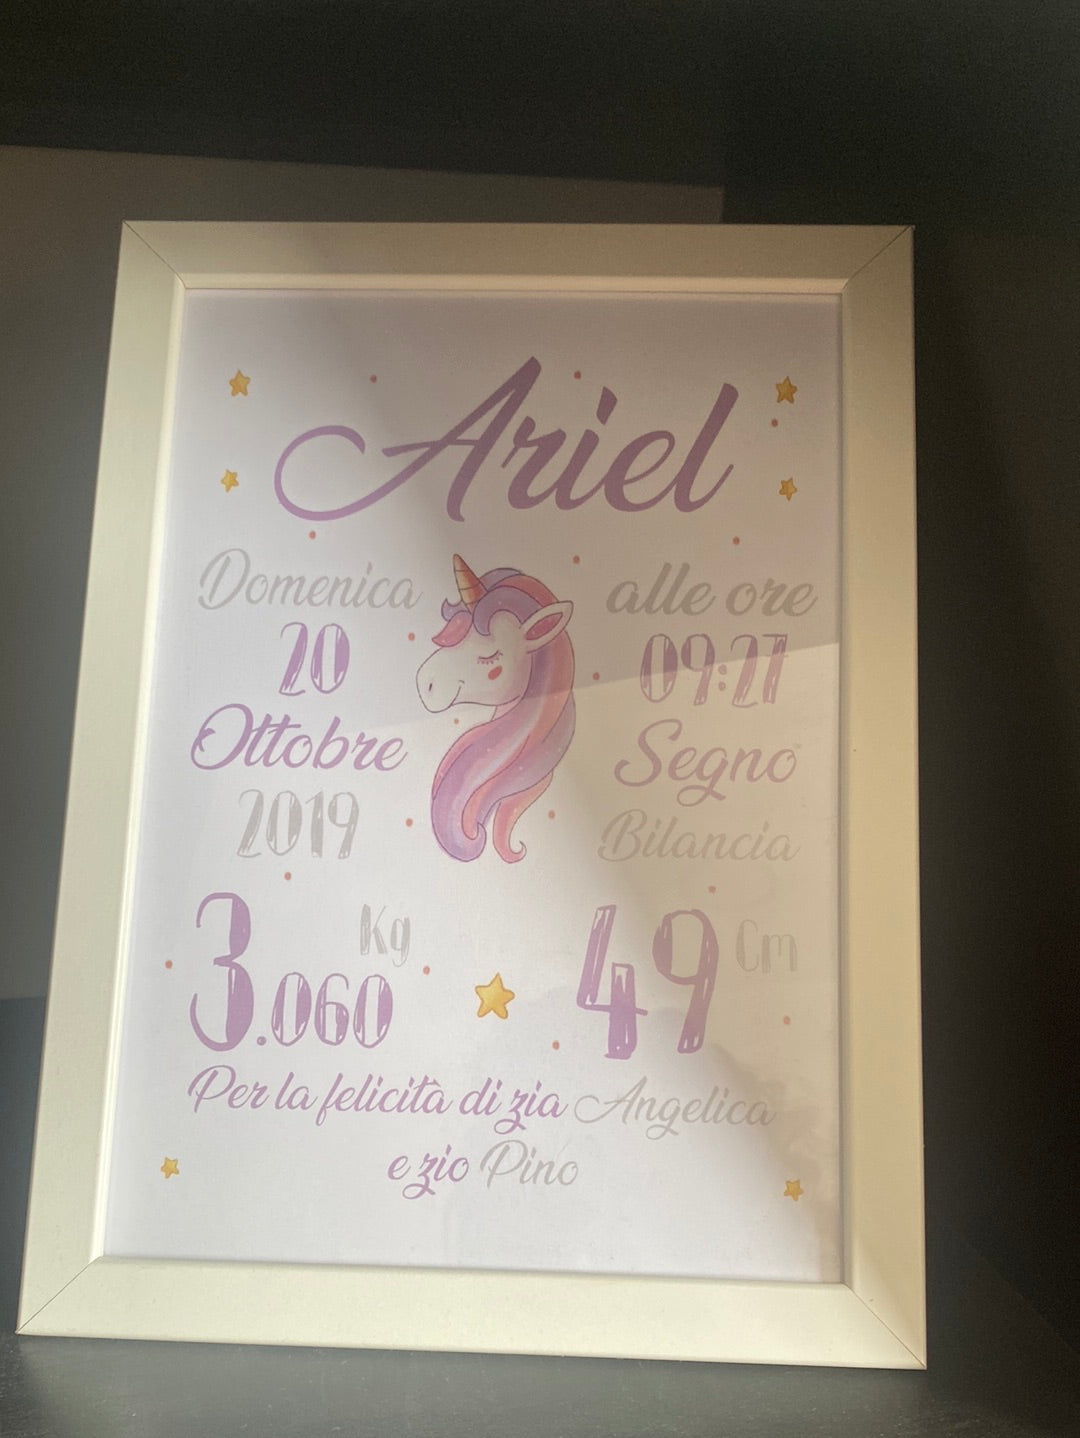 Ariel
Domenica
20
Ottobre
2019
alle ore
09:27
Segno
Bilancia
3.060 Kg
49 Cm
Per la felicità di zia Angelica
e zio Pino